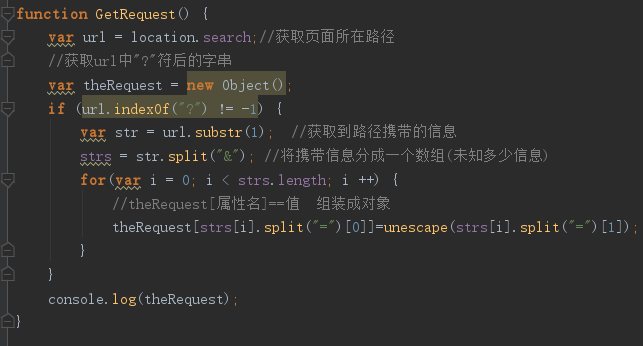 function GetRequest() {
var url = location.search;//获取页面所在路径
//获取url中"?"符后的字串
var theRequest = new Object();
if (url.indexOf("?") != -1) {
var str = url.substr(1);  //获取到路径携带的信息
strs = str.split("&"); //将携带信息分成一个数组(未知多少信息)
for(var i = 0; i < strs.length; i ++) {
//theRequest[属性名]==值  组装成对象
theRequest[strs[i].split("=")[0]]=unescape(strs[i].split("=")[1]);
}
}
console.log(theRequest);
}